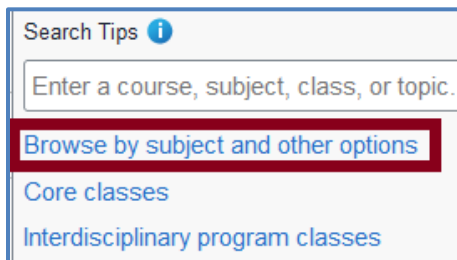 Search Tips
Enter a course, subject, class, or topic.
Browse by subject and other options
Core classes
Interdisciplinary program classes